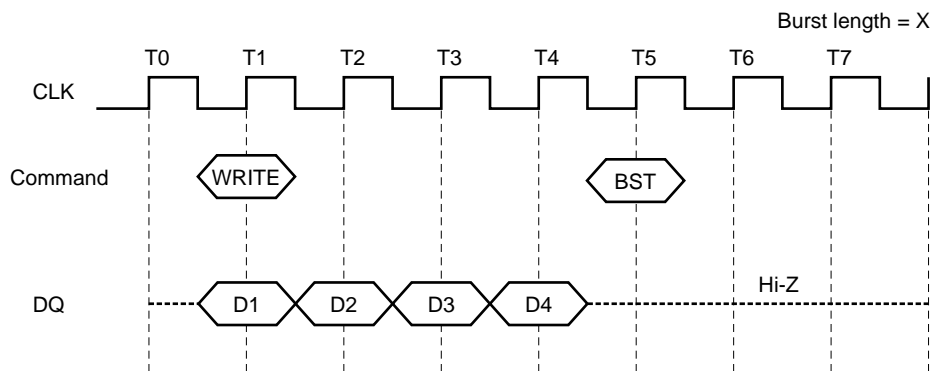 Burst length = X
T0 T1 T2 T3 T4 T5 T6 T7
CLK
Command WRITE BST
Hi-Z
DQ D1 D2 D3 D4